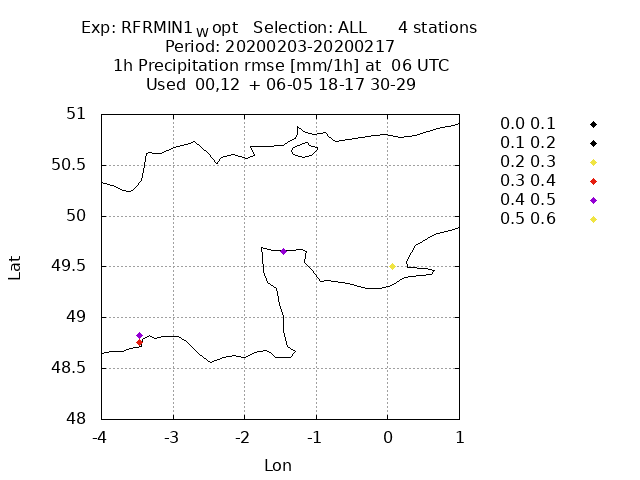 Exp: RFRMIN1wopt Selection: ALL 4 stations
Period: 20200203-20200217
1h Precipitation rmse [mm/1h] at 06 UTC
Used 00,12 + 06-05 18-17 30-29
51
50.5
50
49.5
49
48.5
48
Lat
-4 -3 -2 -1 0 1
Lon
0.0 0.1
0.1 0.2
0.2 0.3
0.3 0.4
0.4 0.5
0.5 0.6